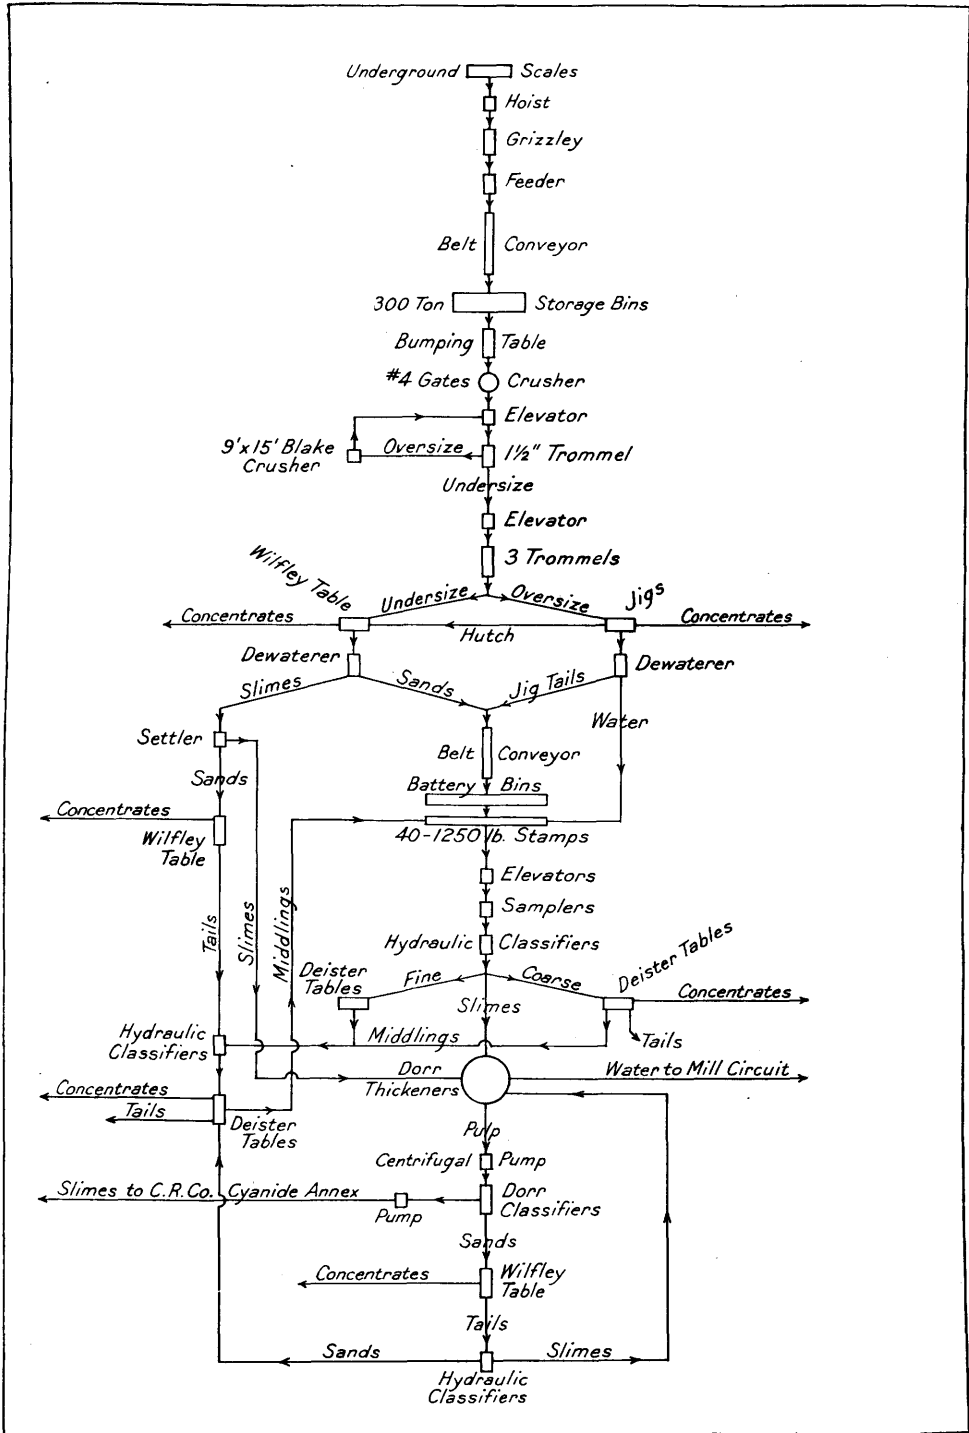 Underground Scales
Hoist
Grizzley
Feeder
Belt Conveyor
300 Ton Storage Bins
Bumping Table
#4 Gates Crusher
Elevator
9'x15' Blake
Crusher
Oversize
1½" Trommel
Undersize
Elevator
3 Trommels
Wilfley Table
Undersize
Oversize
Jigs
Concentrates
Hutch
Concentrates
Dewaterer
Dewaterer
Slimes
Sands
Jig Tails
Water
Settler
Belt Conveyor
Sands
Battery Bins
Concentrates
40-1250 lb. Stamps
Wilfley
Table
Elevators
Samplers
Tails
Slimes
Middlings
Hydraulic Classifiers
Deister
Tables
Fine
Coarse
Deister Tables
Slimes
Concentrates
Hydraulic
Classifiers
Middlings
Tails
Dorr
Thickeners
Water to Mill Circuit
Concentrates
Tails
Deister
Tables
Pulp
Centrifugal Pump
Slimes to C.R.Co. Cyanide Annex
Pump
Dorr
Classifiers
Sands
Concentrates
Wilfley
Table
Tails
Sands
Slimes
Hydraulic
Classifiers